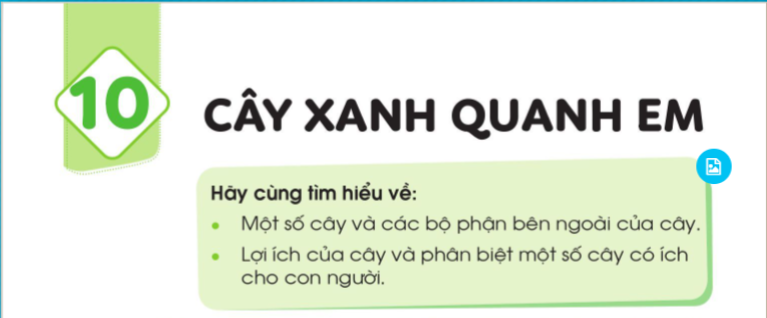 10
CÂY XANH QUANH EM
Hãy cùng tìm hiểu về:
• Một số cây và các bộ phận bên ngoài của cây.
• Lợi ích của cây và phân biệt một số cây có ích
cho con người.